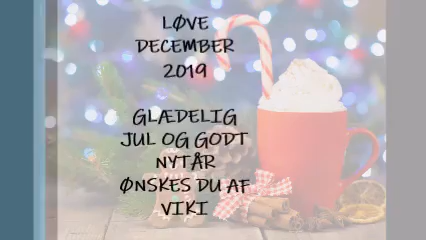 LØVE
DECEMBER
2019
GLÆDELIG
JUL OG GODT
NYTÅR
ØNSKES DU AF
VIKI